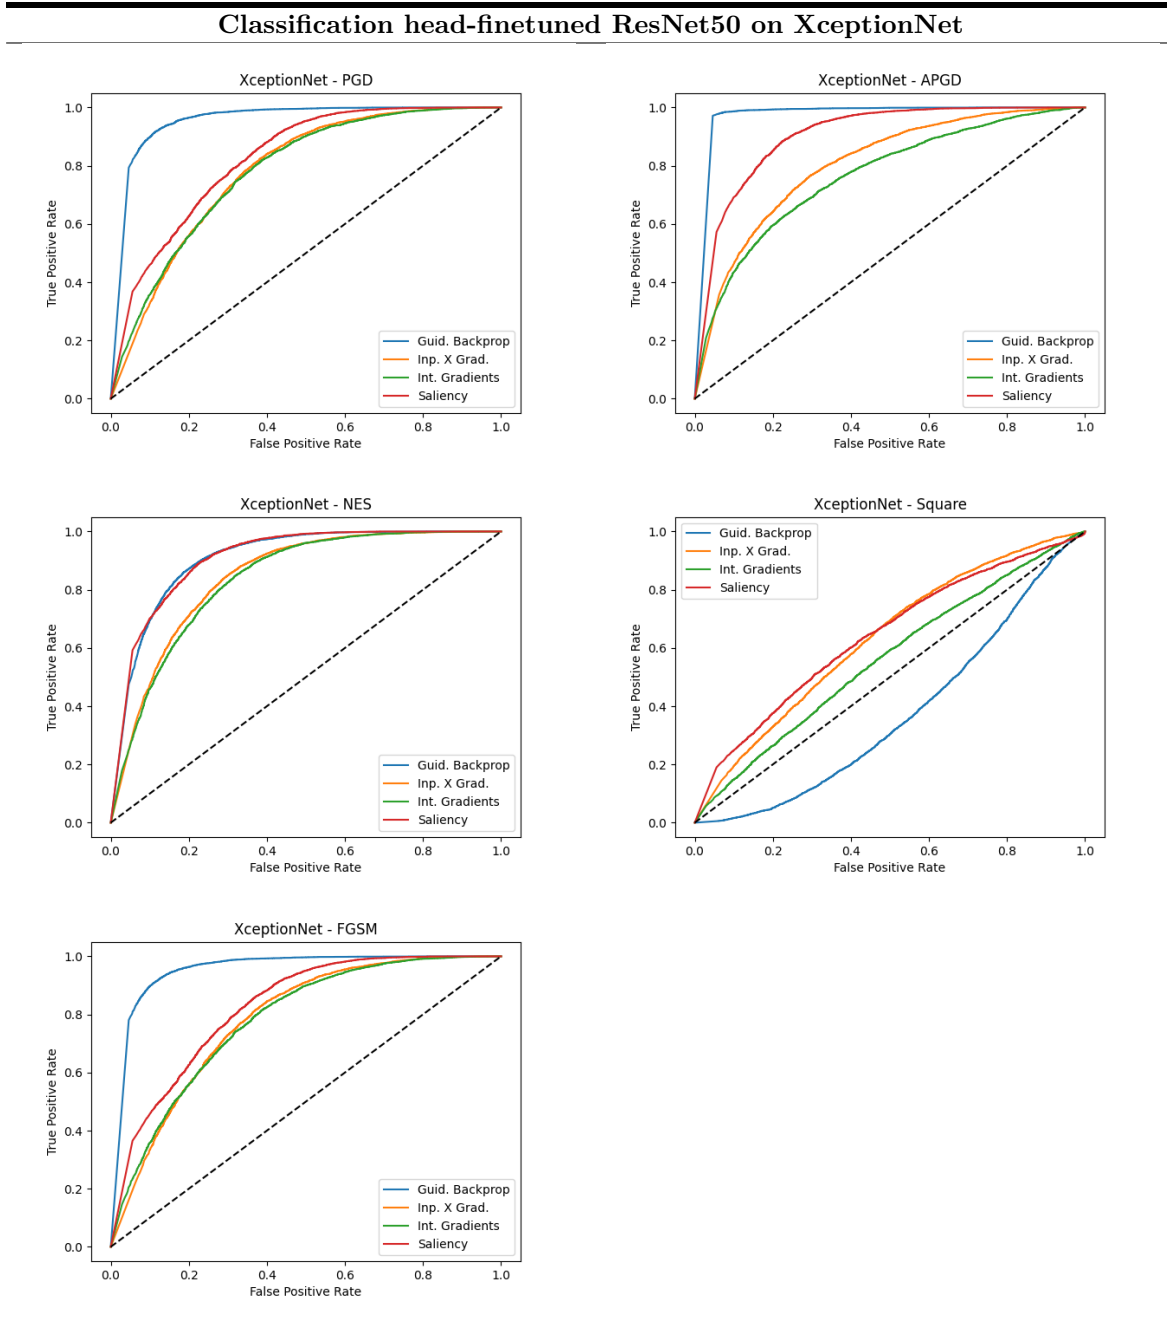 Classification head-finetuned ResNet50 on XceptionNet
XceptionNet - PGD
True Positive Rate
1.0
0.8
0.6
0.4
0.2
0.0
Guid. Backprop
Inp. X Grad.
Int. Gradients
Saliency
0.0 0.2 0.4 0.6 0.8 1.0
False Positive Rate
XceptionNet - APGD
True Positive Rate
1.0
0.8
0.6
0.4
0.2
0.0
Guid. Backprop
Inp. X Grad.
Int. Gradients
Saliency
0.0 0.2 0.4 0.6 0.8 1.0
False Positive Rate
XceptionNet - NES
True Positive Rate
1.0
0.8
0.6
0.4
0.2
0.0
Guid. Backprop
Inp. X Grad.
Int. Gradients
Saliency
0.0 0.2 0.4 0.6 0.8 1.0
False Positive Rate
XceptionNet - Square
True Positive Rate
1.0
0.8
0.6
0.4
0.2
0.0
Guid. Backprop
Inp. X Grad.
Int. Gradients
Saliency
0.0 0.2 0.4 0.6 0.8 1.0
False Positive Rate
XceptionNet - FGSM
True Positive Rate
1.0
0.8
0.6
0.4
0.2
0.0
Guid. Backprop
Inp. X Grad.
Int. Gradients
Saliency
0.0 0.2 0.4 0.6 0.8 1.0
False Positive Rate